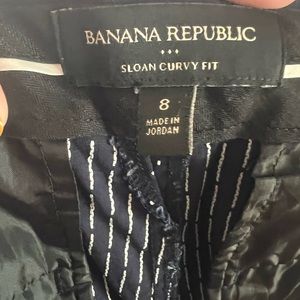 BANANA REPUBLIC
SLOAN CURVY FIT
8
MADE IN
JORDAN